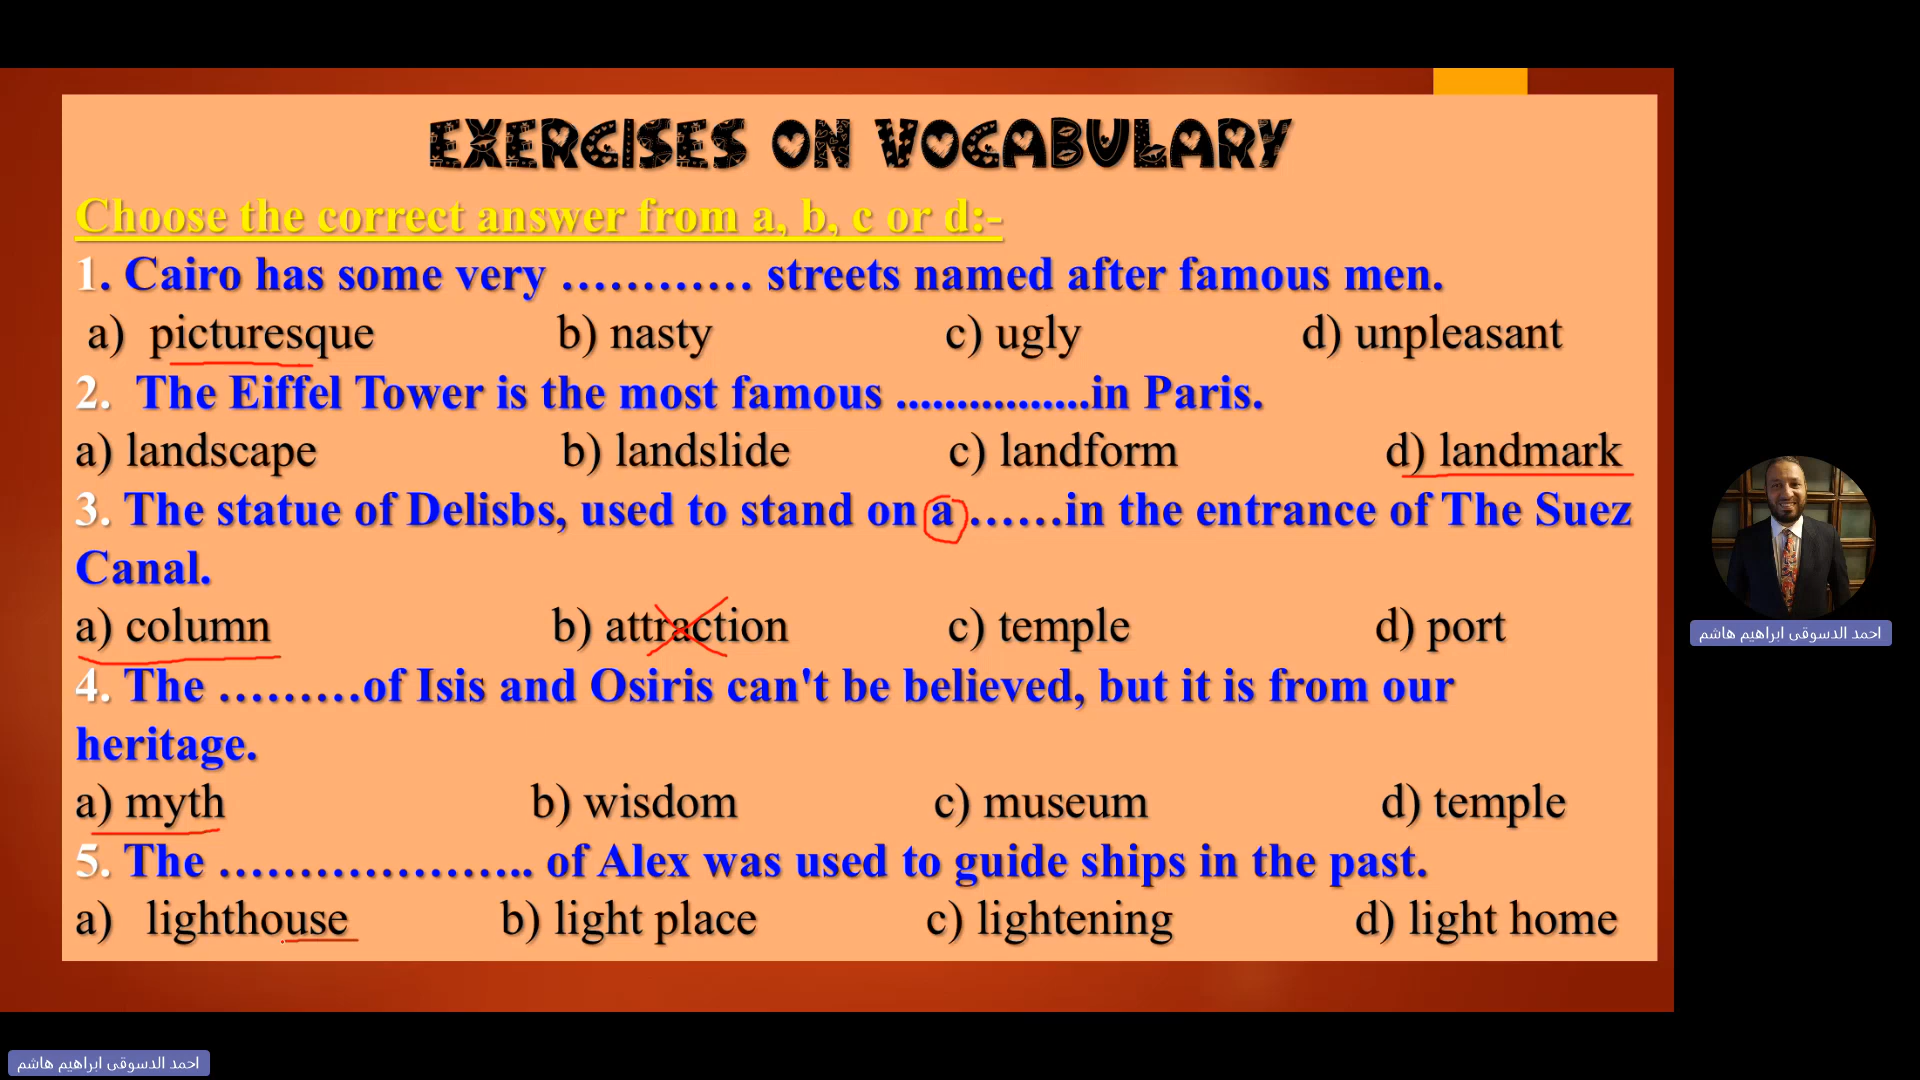 EXERCISES ON VOCABULARY
Choose the correct answer from a, b, c or d:-
1. Cairo has some very ………… streets named after famous men.
a) picturesque b) nasty c) ugly d) unpleasant
2. The Eiffel Tower is the most famous ................in Paris.
a) landscape b) landslide c) landform d) landmark
3. The statue of Delisbs, used to stand on a ……in the entrance of The Suez
Canal.
a) column b) attraction c) temple d) port
4. The ………of Isis and Osiris can't be believed, but it is from our
heritage.
a) myth b) wisdom c) museum d) temple
5. The ……………….. of Alex was used to guide ships in the past.
a) lighthouse b) light place c) lightening d) light home
احمد الدسوقى ابراهيم هاشم
احمد الدسوقى ابراهيم هاشم